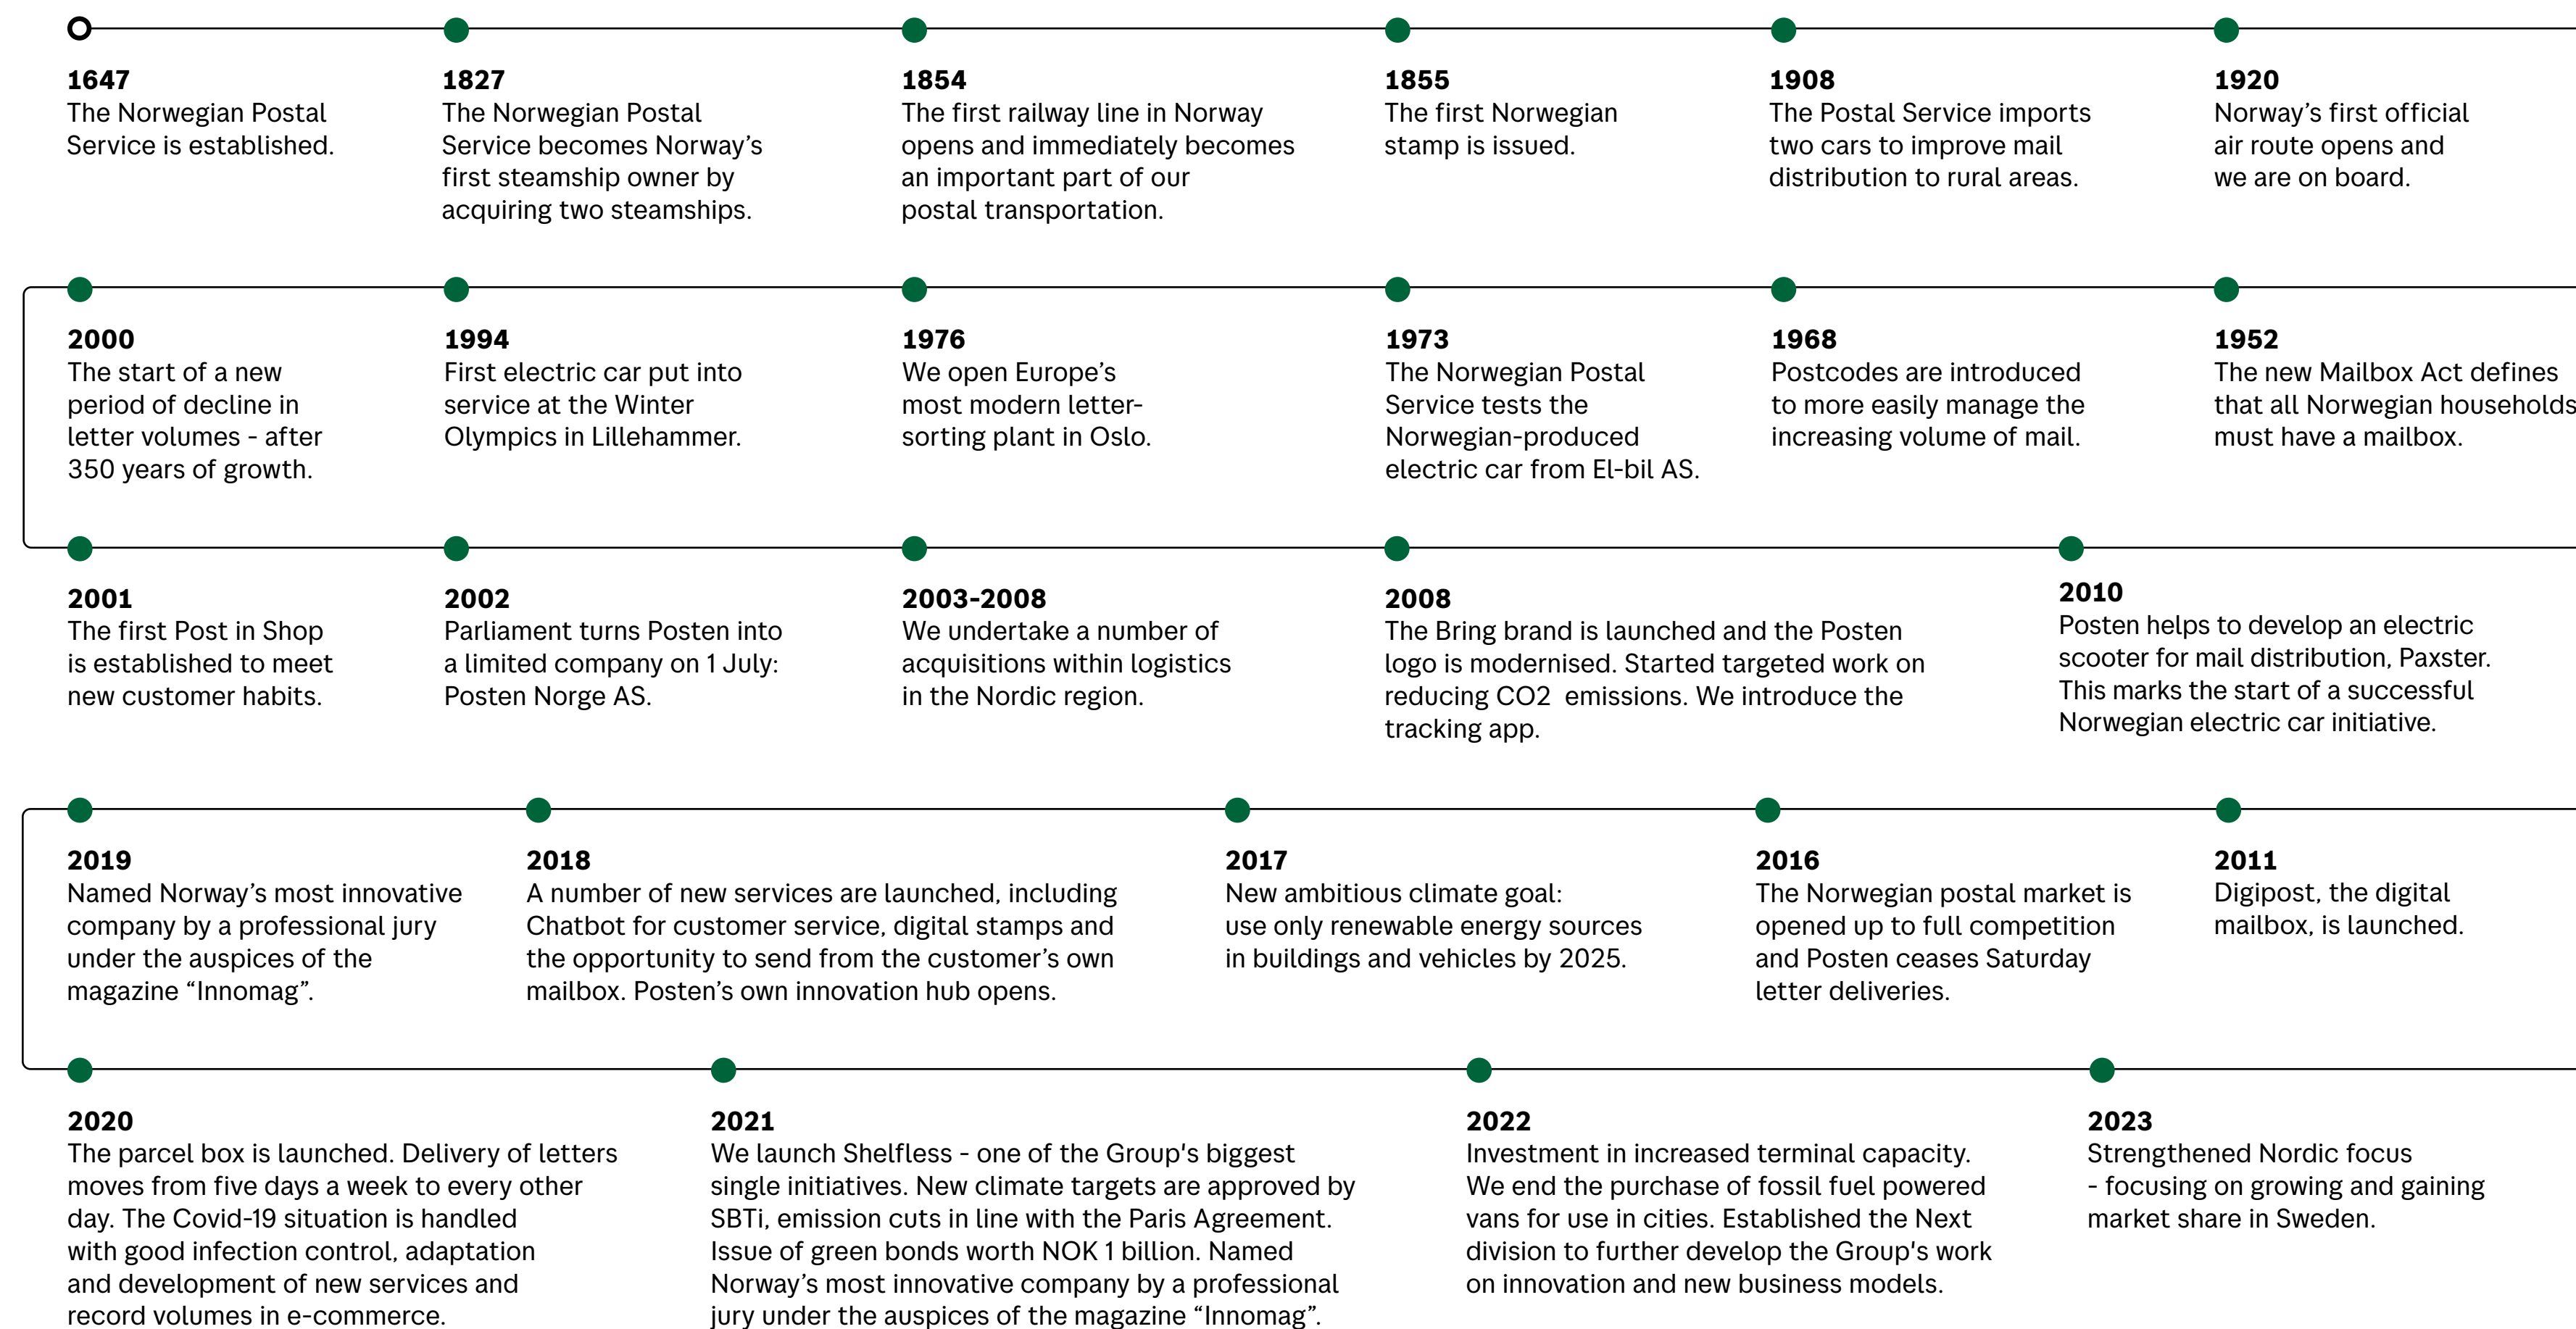 1647
The Norwegian Postal
Service is established.
1827
The Norwegian Postal
Service becomes Norway’s
first steamship owner by
acquiring two steamships.
1854
The first railway line in Norway
opens and immediately becomes
an important part of our
postal transportation.
1855
The first Norwegian
stamp is issued.
1908
The Postal Service imports
two cars to improve mail
distribution to rural areas.
1920
Norway’s first official
air route opens and
we are on board.
2000
The start of a new
period of decline in
letter volumes - after
350 years of growth.
1994
First electric car put into
service at the Winter
Olympics in Lillehammer.
1976
We open Europe’s
most modern letter-
sorting plant in Oslo.
1973
The Norwegian Postal
Service tests the
Norwegian-produced
electric car from El-bil AS.
1968
Postcodes are introduced
to more easily manage the
increasing volume of mail.
1952
The new Mailbox Act defines
that all Norwegian households
must have a mailbox.
2001
The first Post in Shop
is established to meet
new customer habits.
2002
Parliament turns Posten into
a limited company on 1 July:
Posten Norge AS.
2003-2008
We undertake a number of
acquisitions within logistics
in the Nordic region.
2008
The Bring brand is launched and the Posten
logo is modernised. Started targeted work on
reducing CO2  emissions. We introduce the
tracking app.
2010
Posten helps to develop an electric
scooter for mail distribution, Paxster.
This marks the start of a successful
Norwegian electric car initiative.
2019
Named Norway’s most innovative
company by a professional jury
under the auspices of the
magazine “Innomag”.
2018
A number of new services are launched, including
Chatbot for customer service, digital stamps and
the opportunity to send from the customer’s own
mailbox. Posten’s own innovation hub opens.
2017
New ambitious climate goal:
use only renewable energy sources
in buildings and vehicles by 2025.
2016
The Norwegian postal market is
opened up to full competition
and Posten ceases Saturday
letter deliveries.
2011
Digipost, the digital
mailbox, is launched.
2020
The parcel box is launched. Delivery of letters
moves from five days a week to every other
day. The Covid-19 situation is handled
with good infection control, adaptation
and development of new services and
record volumes in e-commerce.
2021
We launch Shelfless - one of the Group's biggest
single initiatives. New climate targets are approved by
SBTi, emission cuts in line with the Paris Agreement.
Issue of green bonds worth NOK 1 billion. Named
Norway’s most innovative company by a professional
jury under the auspices of the magazine “Innomag”.
2022
Investment in increased terminal capacity.
We end the purchase of fossil fuel powered
vans for use in cities. Established the Next
division to further develop the Group's work
on innovation and new business models.
2023
Strengthened Nordic focus
- focusing on growing and gaining
market share in Sweden.